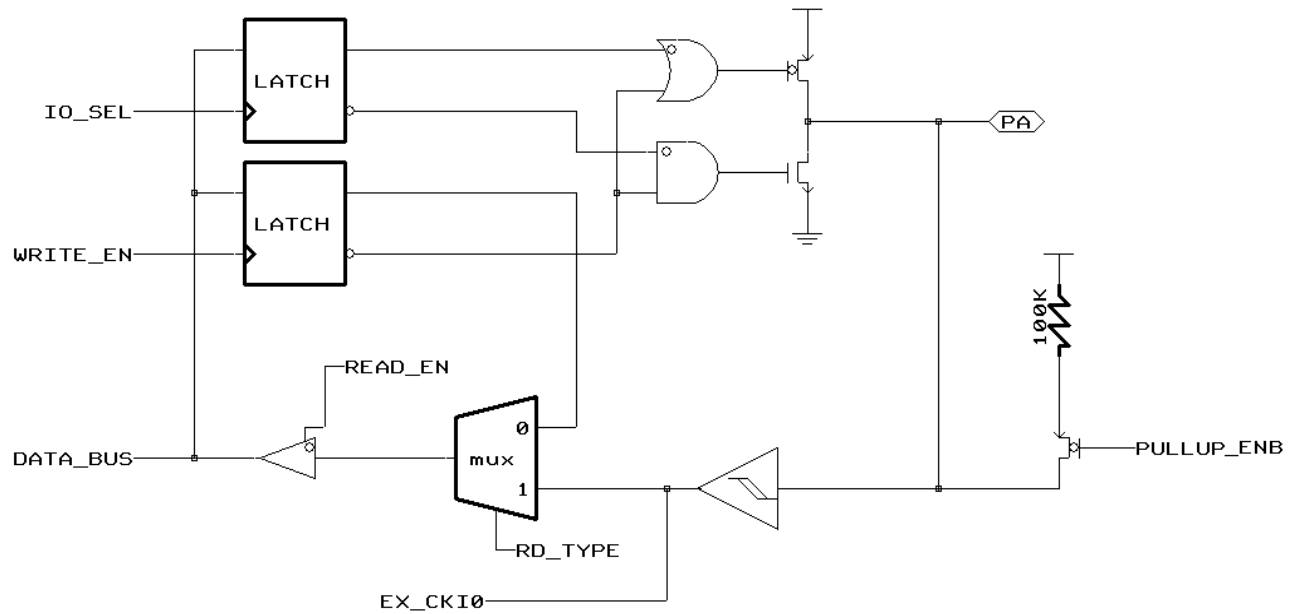 LATCH
IO_SEL
PA
LATCH
WRITE_EN
100K
READ_EN
0
DATA_BUS
mux
PULLUP_ENB
1
RD_TYPE
EX_CKI0